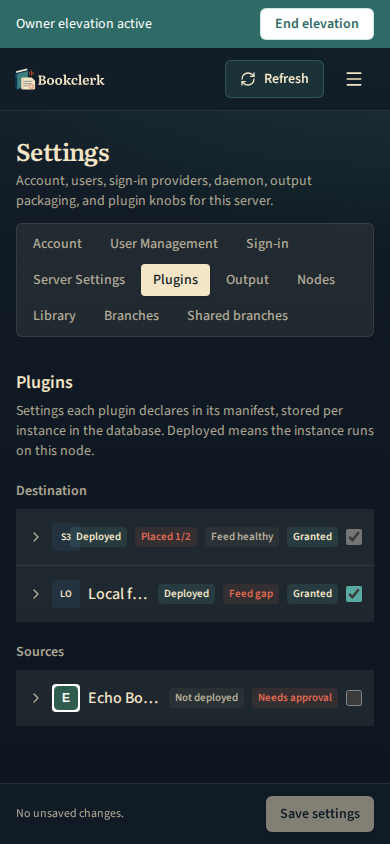 Owner elevation active
End elevation
Bookclerk
Refresh
Settings
Account, users, sign-in providers, daemon, output
packaging, and plugin knobs for this server.
Account User Management Sign-in
Server Settings Plugins Output Nodes
Library Branches Shared branches
Plugins
Settings each plugin declares in its manifest, stored per
instance in the database. Deployed means the instance runs
on this node.
Destination
S3 Deployed Placed 1/2 Feed healthy Granted
LO Local f... Deployed Feed gap Granted
Sources
E Echo Bo... Not deployed Needs approval
No unsaved changes.
Save settings